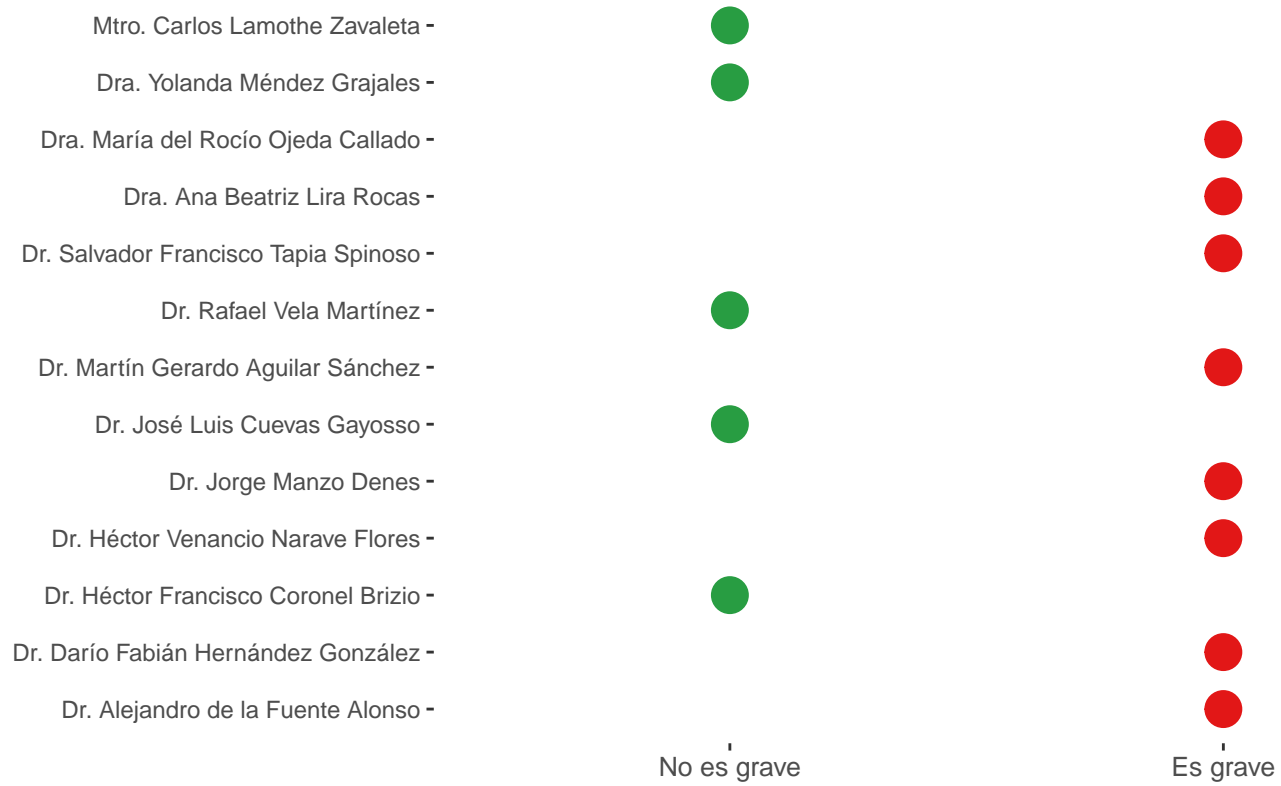 Mtro. Carlos Lamothe Zavaleta
Dra. Yolanda Méndez Grajales
Dra. María del Rocío Ojeda Callado
Dra. Ana Beatriz Lira Rocas
Dr. Salvador Francisco Tapia Spinoso
Dr. Rafael Vela Martínez
Dr. Martín Gerardo Aguilar Sánchez
Dr. José Luis Cuevas Gayosso
Dr. Jorge Manzo Denes
Dr. Héctor Venancio Narave Flores
Dr. Héctor Francisco Coronel Brizio
Dr. Darío Fabián Hernández González
Dr. Alejandro de la Fuente Alonso
No es grave
Es grave